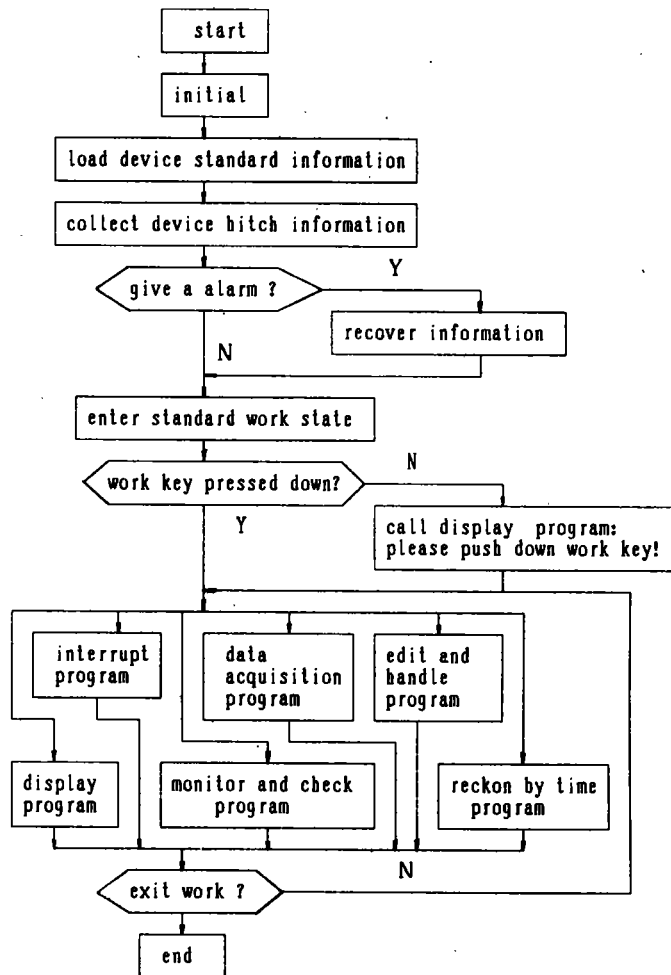 start
initial
load device standard information
collect device hitch information
give a alarm ?
Y
recover information
N
enter standard work state
work key pressed down?
N
Y
call display program:
please push down work key!
interrupt
program
data
acquisition
program
edit and
handle
program
display
program
monitor and check
program
reckon by time
program
N
exit work ?
end